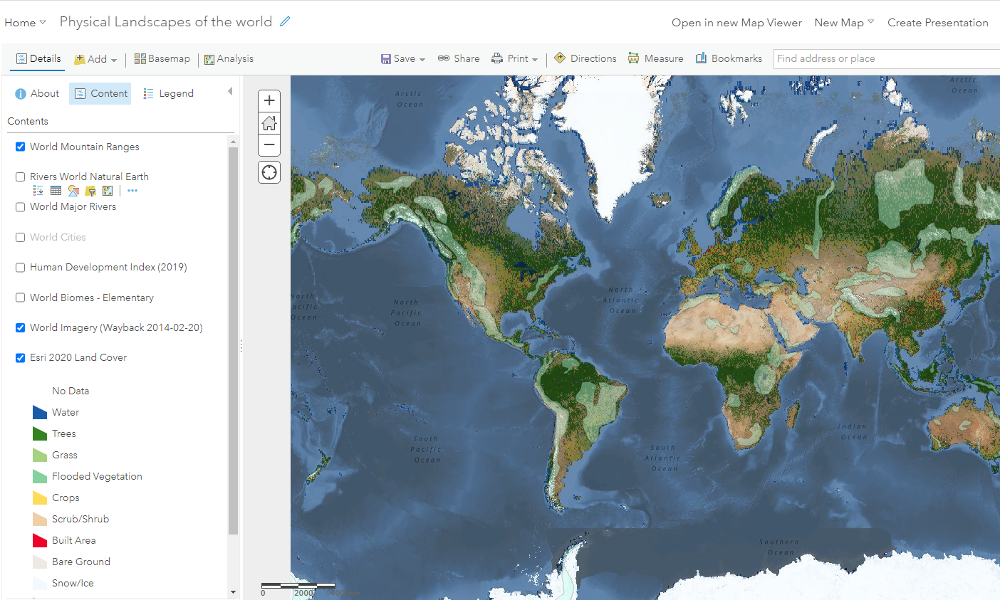 Home Physical Landscapes of the world Open in new Map Viewer New Map Create Presentation
Details Add Basemap Analysis Save Share Print Directions Measure Bookmarks Find address or place
About Content Legend
Contents
World Mountain Ranges
Rivers World Natural Earth
World Major Rivers
World Cities
Human Development Index (2019)
World Biomes - Elementary
World Imagery (Wayback 2014-02-20)
Esri 2020 Land Cover
No Data
Water
Trees
Grass
Flooded Vegetation
Crops
Scrub/Shrub
Built Area
Bare Ground
Snow/Ice
Arctic
Ocean
Arctic
Ocean
North
Pacific
Ocean
North
Atlantic
Ocean
South
Pacific
Ocean
South
Atlantic
Ocean
Indian
Ocean
Southern
Ocean
0 2000